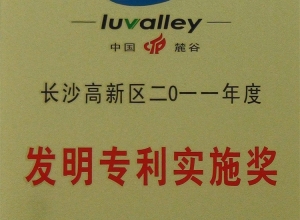 luvalley
中国 麓谷
长沙高新区二0一一年度
发明专利实施奖